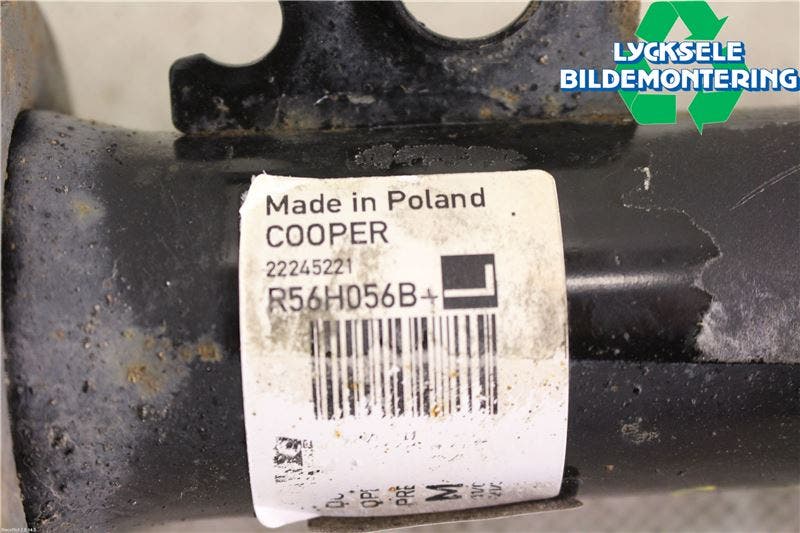 LYCKSELE
BILDEMONTERING
Made in Poland
COOPER
22245221
R56H056B+
L
M